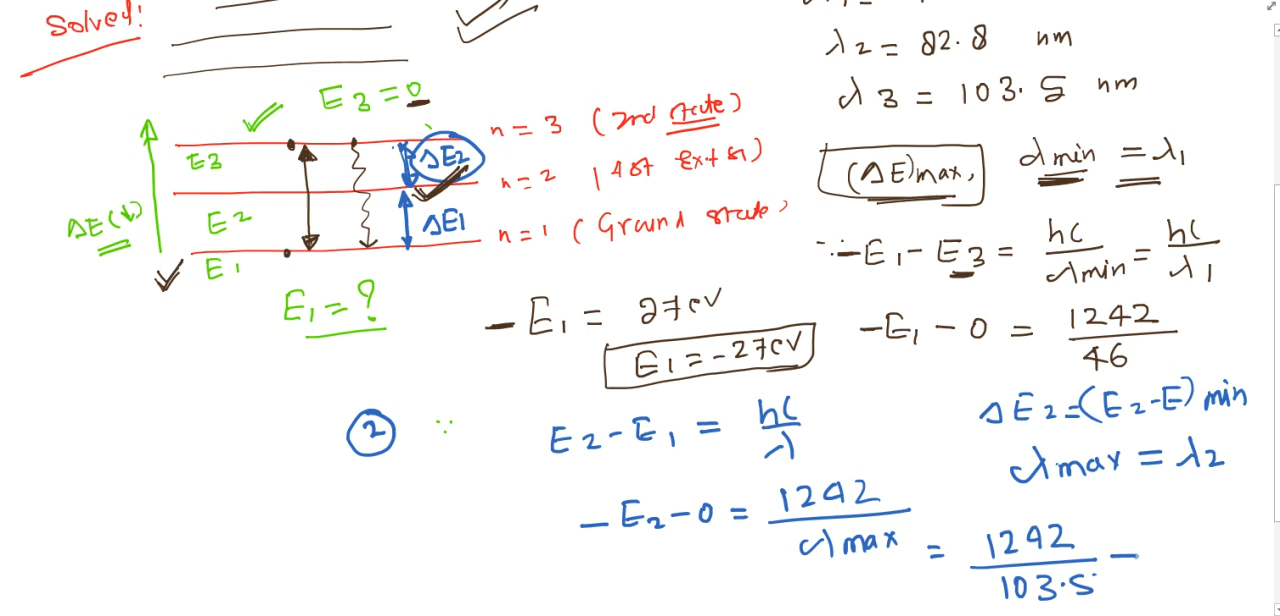 Solved!
λ2 = 82.8 nm
λ3 = 103.5 nm
E3 = 0
n = 3 (2nd state)
E3
ΔE2
n = 2 | 1st Ext st)
(ΔE)max, λmin = λ1
ΔE(↓)
E2
ΔE1
n = 1 (Ground state)
E1
∵ -E1 - E3 = hc/λmin = hc/λ1
E1 = ?
-E1 = 27eV
-E1 - 0 = 1242/46
E1 = -27eV
2 ∵ E2 - E1 = hc/λ
ΔE2 = (E2-E)min
λmax = λ2
-E2 - 0 = 1242/λmax = 1242/103.5 -